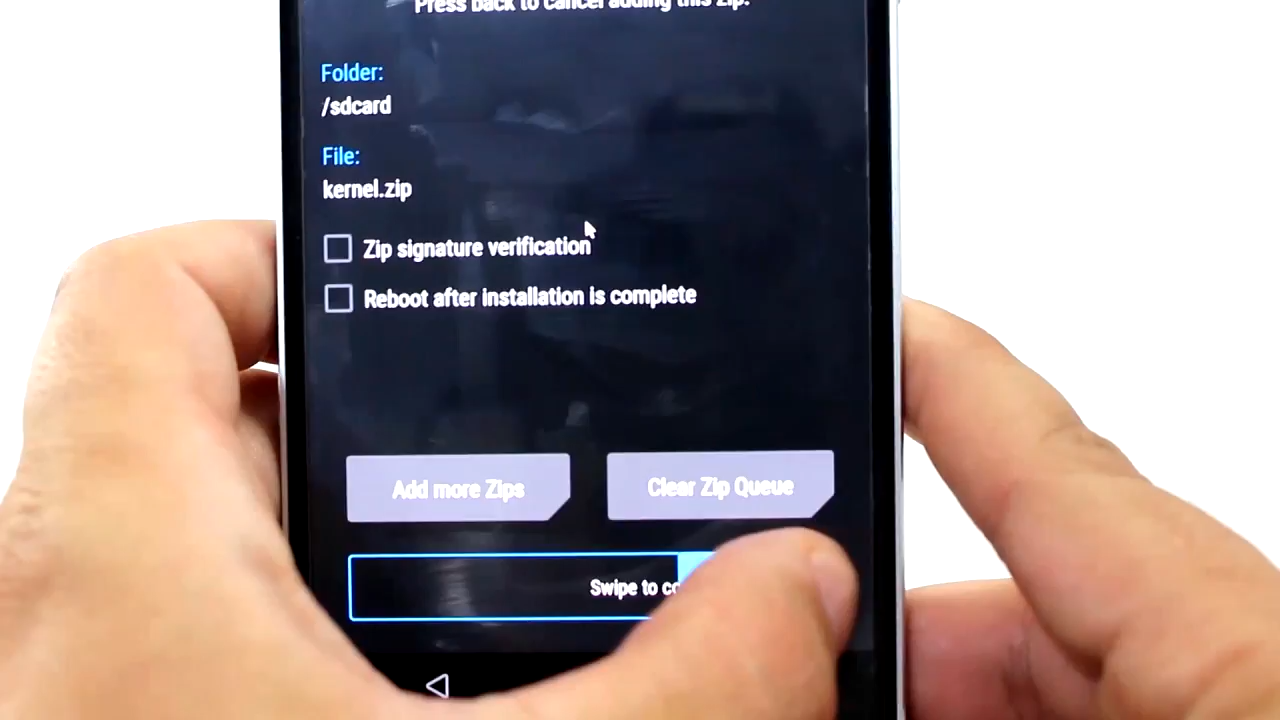 Press back to cancel adding this zip.
Folder:
/sdcard
File:
kernel.zip
Zip signature verification
Reboot after installation is complete
Add more Zips
Clear Zip Queue
Swipe to co